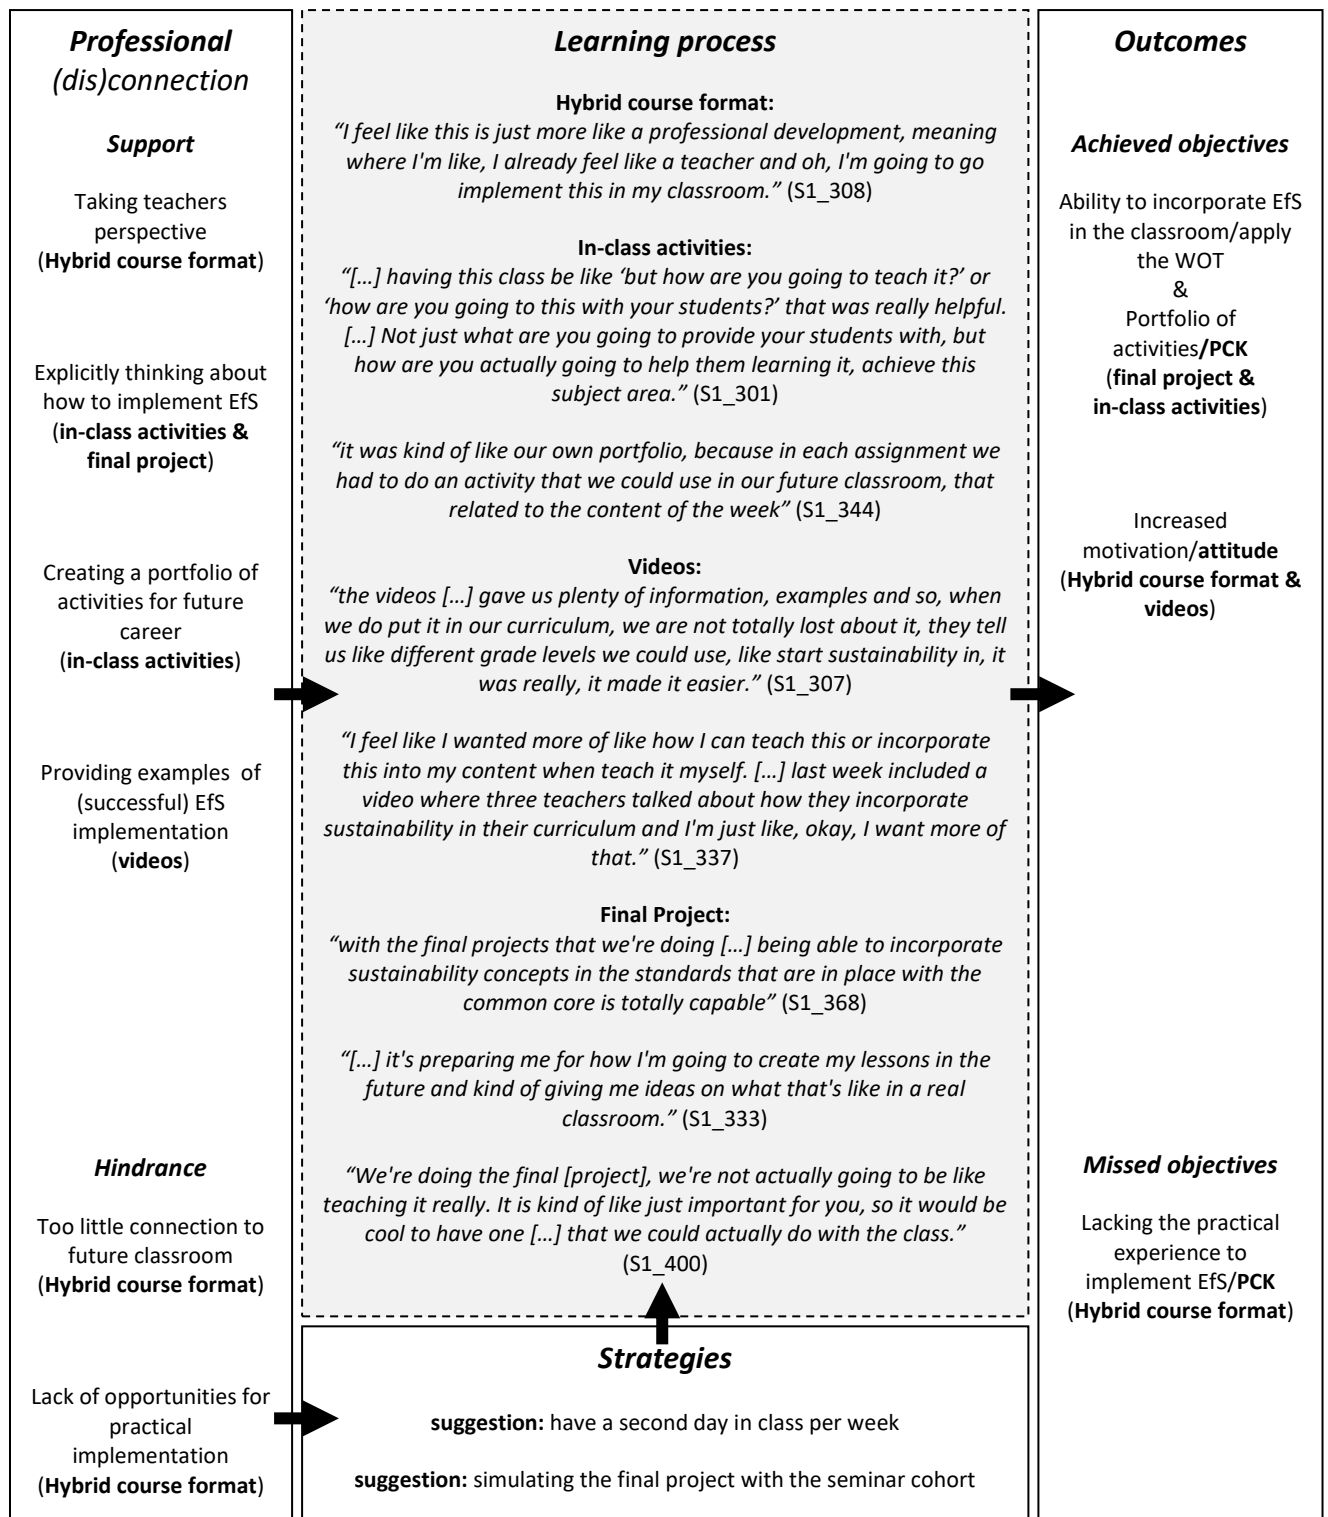 Professional
(dis)connection
Support
Taking teachers
perspective
(Hybrid course format)
Explicitly thinking about
how to implement EfS
(in-class activities &
final project)
Creating a portfolio of
activities for future
career
(in-class activities)
Providing examples of
(successful) EfS
implementation
(videos)
Hindrance
Too little connection to
future classroom
(Hybrid course format)
Lack of opportunities for
practical
implementation
(Hybrid course format)
Learning process
Hybrid course format:
“I feel like this is just more like a professional development, meaning
where I'm like, I already feel like a teacher and oh, I'm going to go
implement this in my classroom.” (S1_308)
In-class activities:
“[…] having this class be like ‘but how are you going to teach it?’ or
‘how are you going to this with your students?’ that was really helpful.
[…] Not just what are you going to provide your students with, but
how are you actually going to help them learning it, achieve this
subject area.” (S1_301)
“it was kind of like our own portfolio, because in each assignment we
had to do an activity that we could use in our future classroom, that
related to the content of the week” (S1_344)
Videos:
“the videos […] gave us plenty of information, examples and so, when
we do put it in our curriculum, we are not totally lost about it, they tell
us like different grade levels we could use, like start sustainability in, it
was really, it made it easier.” (S1_307)
“I feel like I wanted more of like how I can teach this or incorporate
this into my content when teach it myself. […] last week included a
video where three teachers talked about how they incorporate
sustainability in their curriculum and I'm just like, okay, I want more of
that.” (S1_337)
Final Project:
“with the final projects that we're doing […] being able to incorporate
sustainability concepts in the standards that are in place with the
common core is totally capable” (S1_368)
“[…] it's preparing me for how I'm going to create my lessons in the
future and kind of giving me ideas on what that's like in a real
classroom.” (S1_333)
“We're doing the final [project], we're not actually going to be like
teaching it really. It is kind of like just important for you, so it would be
cool to have one […] that we could actually do with the class.”
(S1_400)
Strategies
suggestion: have a second day in class per week
suggestion: simulating the final project with the seminar cohort
Outcomes
Achieved objectives
Ability to incorporate EfS
in the classroom/apply
the WOT
&
Portfolio of
activities/PCK
(final project &
in-class activities)
Increased
motivation/attitude
(Hybrid course format &
videos)
Missed objectives
Lacking the practical
experience to
implement EfS/PCK
(Hybrid course format)